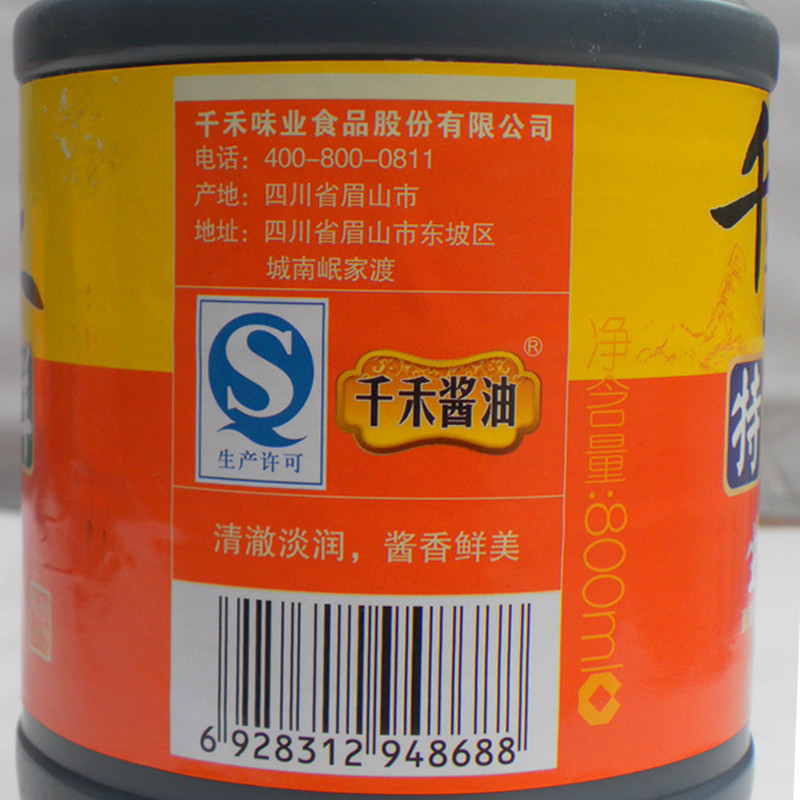 千禾味业食品股份有限公司
电话：400-800-0811
产地：四川省眉山市
地址：四川省眉山市东坡区
城南岷家渡
生产许可
千禾酱油
®
清澈淡润，酱香鲜美
6 928312 948688
净含量:800ml
千
特